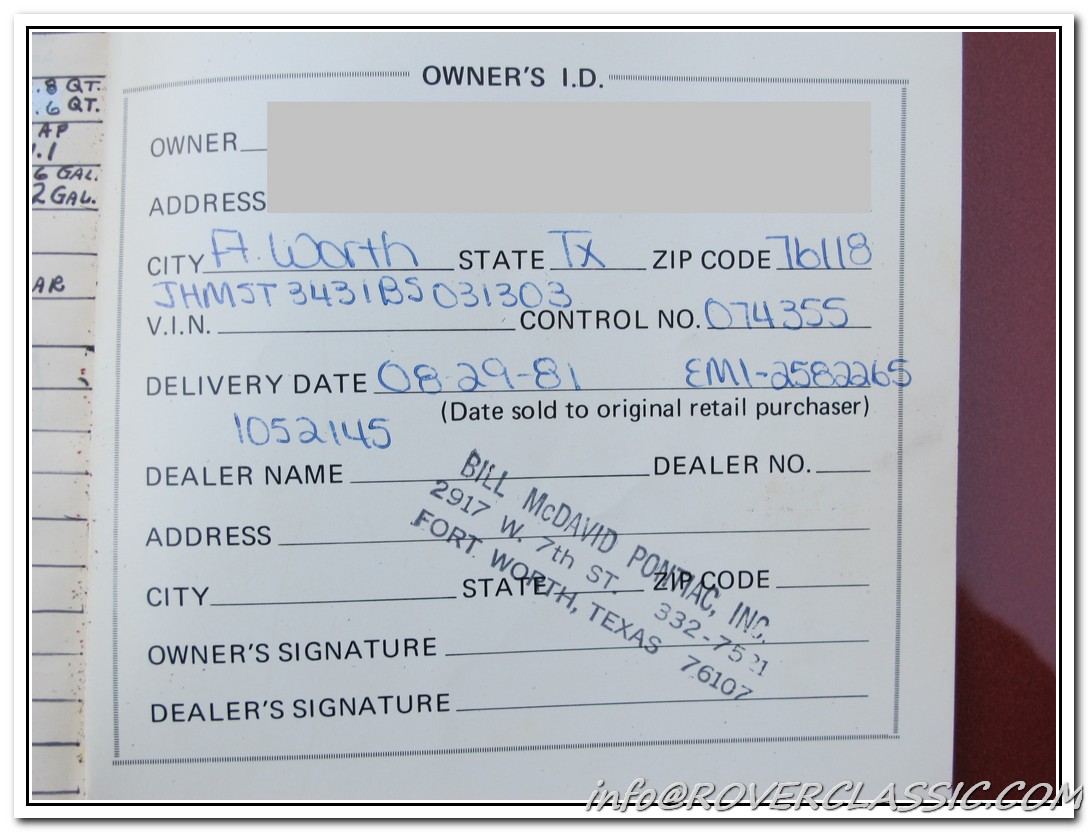 .8 QT.
.6 QT.
AP
.1
6 GAL.
2 GAL.
AR
OWNER'S I.D.
OWNER
ADDRESS
CITY Ft. Worth STATE Tx ZIP CODE 76118
JHMST3431BS031303
V.I.N. CONTROL NO. 074355
DELIVERY DATE 08-29-81 EM1-2582265
(Date sold to original retail purchaser)
1052145
DEALER NAME DEALER NO.
ADDRESS
CITY STATE ZIP CODE
BILL McDAVID PONTIAC, INC.
2917 W. 7th ST. 332-7521
FORT WORTH, TEXAS 76107
OWNER'S SIGNATURE
DEALER'S SIGNATURE
info@ROVERCLASSIC.COM